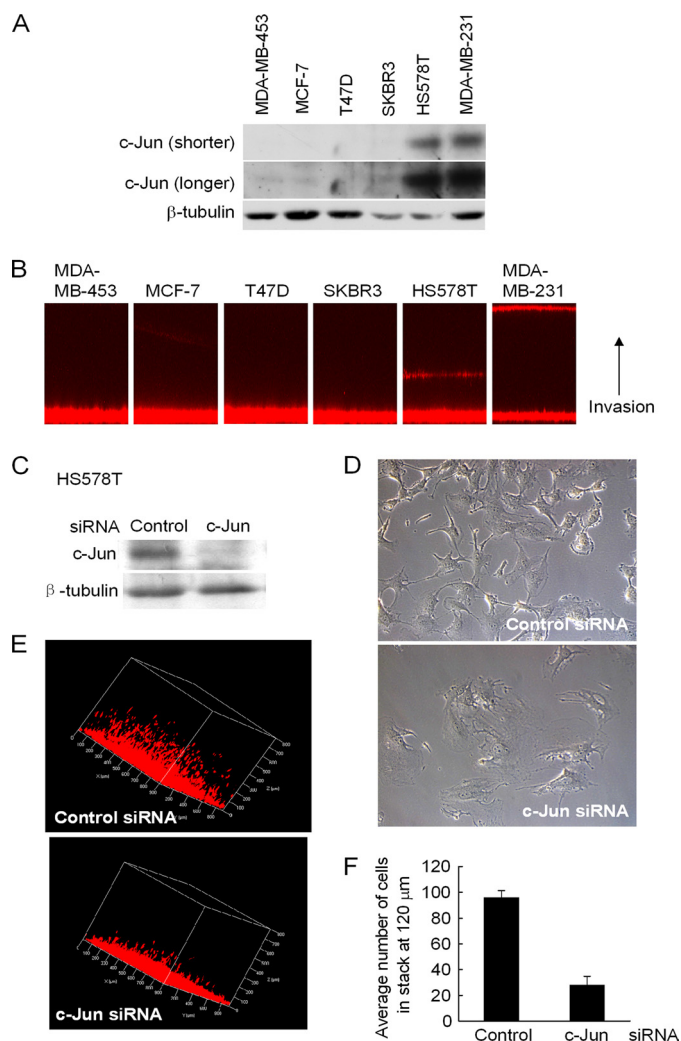 A
MDA-MB-453
MCF-7
T47D
SKBR3
HS578T
MDA-MB-231
c-Jun (shorter)
c-Jun (longer)
β-tubulin
B
MDA-
MB-453
MCF-7
T47D
SKBR3
HS578T
MDA-
MB-231
Invasion
C
HS578T
siRNA Control c-Jun
c-Jun
β-tubulin
D
Control siRNA
c-Jun siRNA
E
Control siRNA
c-Jun siRNA
F
Average number of cells
in stack at 120 μm
120
100
80
60
40
20
0
Control c-Jun siRNA